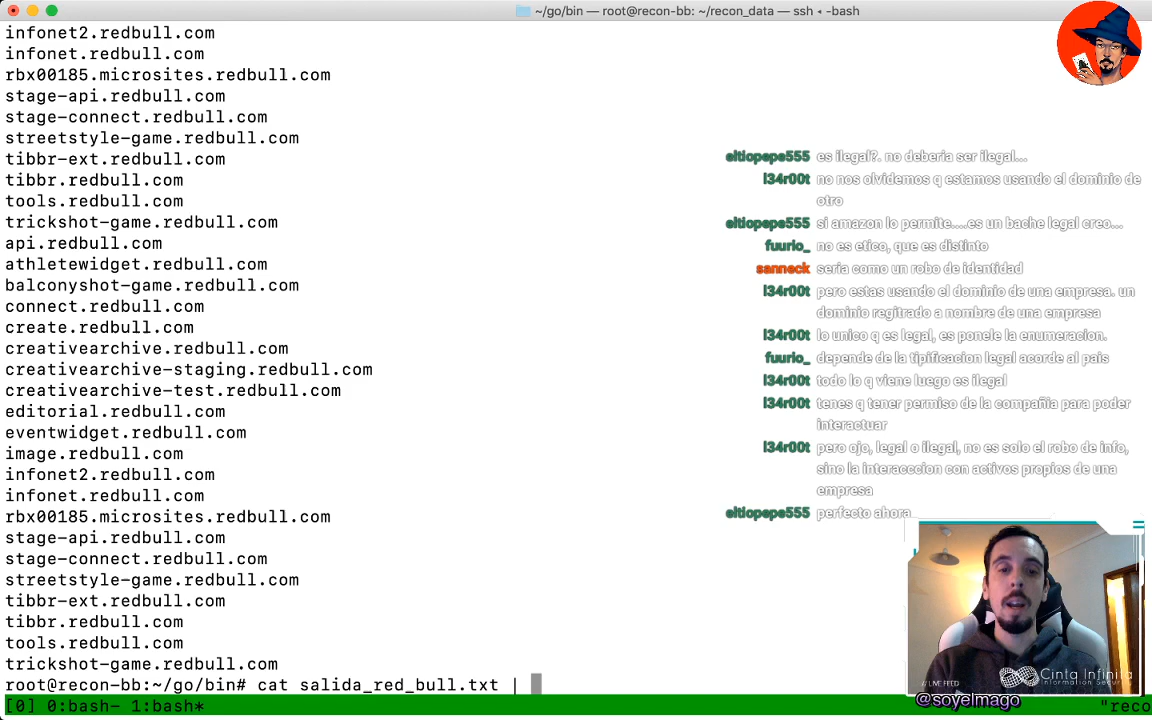 ~/go/bin — root@recon-bb: ~/recon_data — ssh ◂ -bash
infonet2.redbull.com
infonet.redbull.com
rbx00185.microsites.redbull.com
stage-api.redbull.com
stage-connect.redbull.com
streetstyle-game.redbull.com
tibbr-ext.redbull.com
tibbr.redbull.com
tools.redbull.com
trickshot-game.redbull.com
api.redbull.com
athletewidget.redbull.com
balconyshot-game.redbull.com
connect.redbull.com
create.redbull.com
creativearchive.redbull.com
creativearchive-staging.redbull.com
creativearchive-test.redbull.com
editorial.redbull.com
eventwidget.redbull.com
image.redbull.com
infonet2.redbull.com
infonet.redbull.com
rbx00185.microsites.redbull.com
stage-api.redbull.com
stage-connect.redbull.com
streetstyle-game.redbull.com
tibbr-ext.redbull.com
tibbr.redbull.com
tools.redbull.com
trickshot-game.redbull.com
root@recon-bb:~/go/bin# cat salida_red_bull.txt |
[0] 0:bash- 1:bash*
"reco
eltiopepe555 es ilegal?. no deberia ser ilegal...
l34r00t no nos olvidemos q estamos usando el dominio de
otro
eltiopepe555 si amazon lo permite....es un bache legal creo...
fuurio_ no es etico, que es distinto
sanneck seria como un robo de identidad
l34r00t pero estas usando el dominio de una empresa. un
dominio regitrado a nombre de una empresa
l34r00t lo unico q es legal, es ponele la enumeracion.
fuurio_ depende de la tipificacion legal acorde al pais
l34r00t todo lo q viene luego es ilegal
l34r00t tenes q tener permiso de la compañia para poder
interactuar
l34r00t pero ojo, legal o ilegal, no es solo el robo de info,
sino la interaccecion con activos propios de una
empresa
eltiopepe555 perfecto ahora
// LIVE FEED
Cinta Infinita
Information Security
@soyelmago